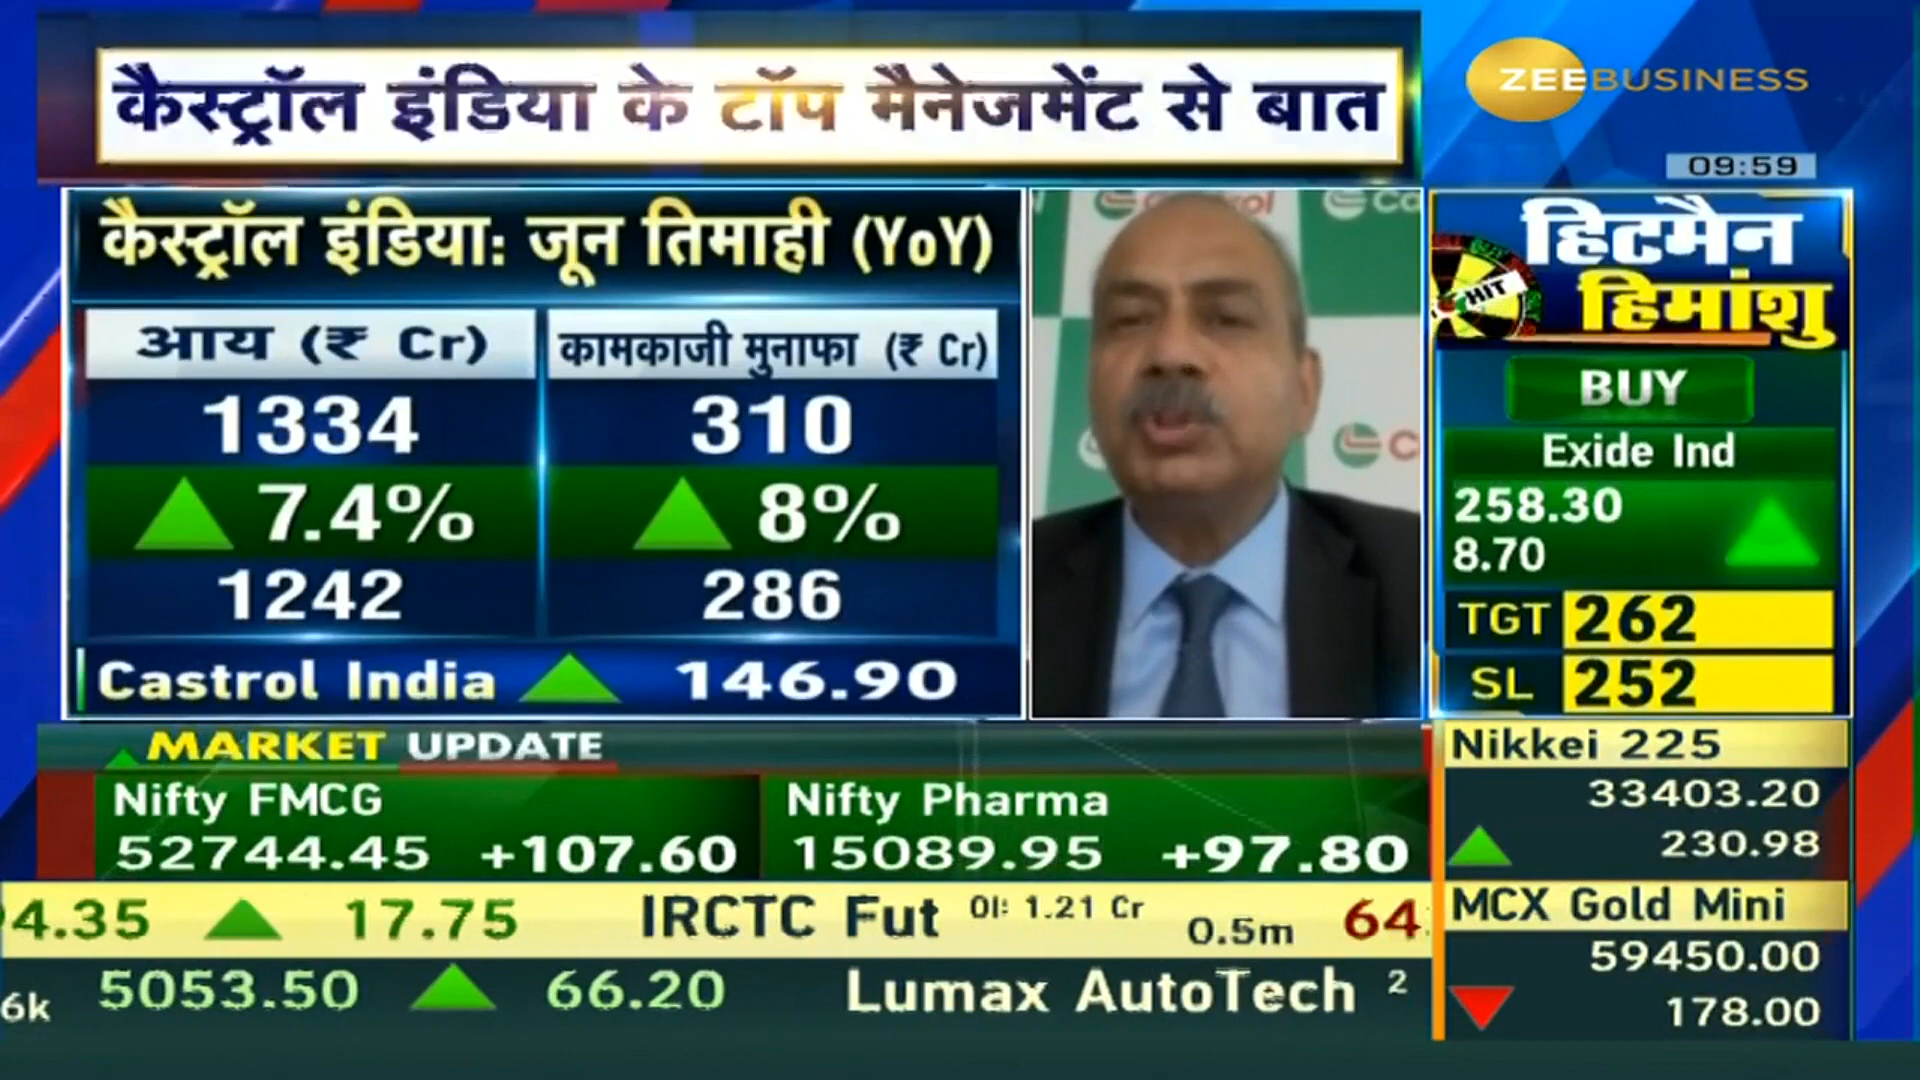 कैस्ट्रॉल इंडिया के टॉप मैनेजमेंट से बात
ZEEBUSINESS
09:59
कैस्ट्रॉल इंडिया: जून तिमाही (YoY)
आय (₹ Cr) कामकाजी मुनाफा (₹ Cr)
1334 310
7.4% 8%
1242 286
Castrol India 146.90
Castrol
हिटमैन
HIT
हिमांशु
BUY
Exide Ind
258.30
8.70
TGT 262
SL 252
MARKET UPDATE
Nifty FMCG
52744.45 +107.60
Nifty Pharma
15089.95 +97.80
Nikkei 225
33403.20
230.98
MCX Gold Mini
59450.00
178.00
4.35 17.75 IRCTC Fut OI: 1.21 Cr 0.5m 64
6k 5053.50 66.20 Lumax AutoTech 2